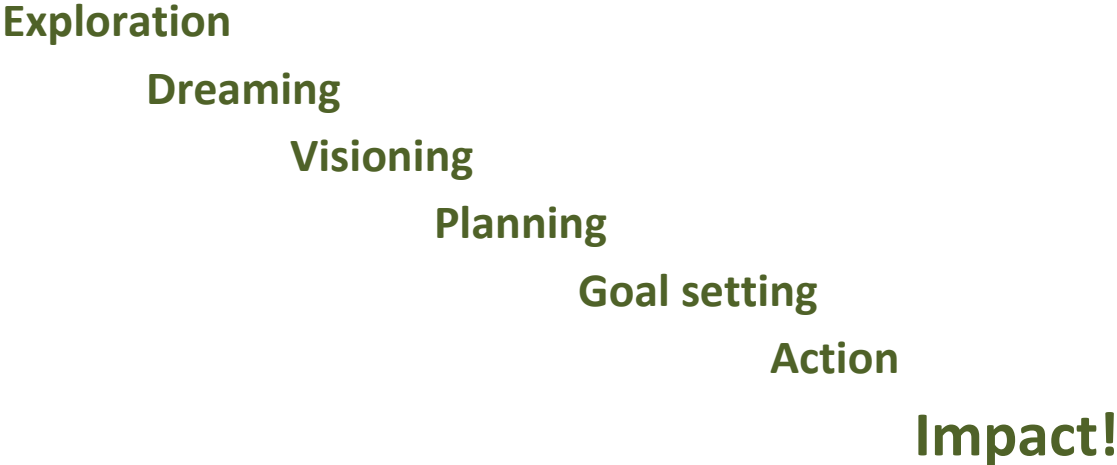 Exploration
Dreaming
Visioning
Planning
Goal setting
Action
Impact!